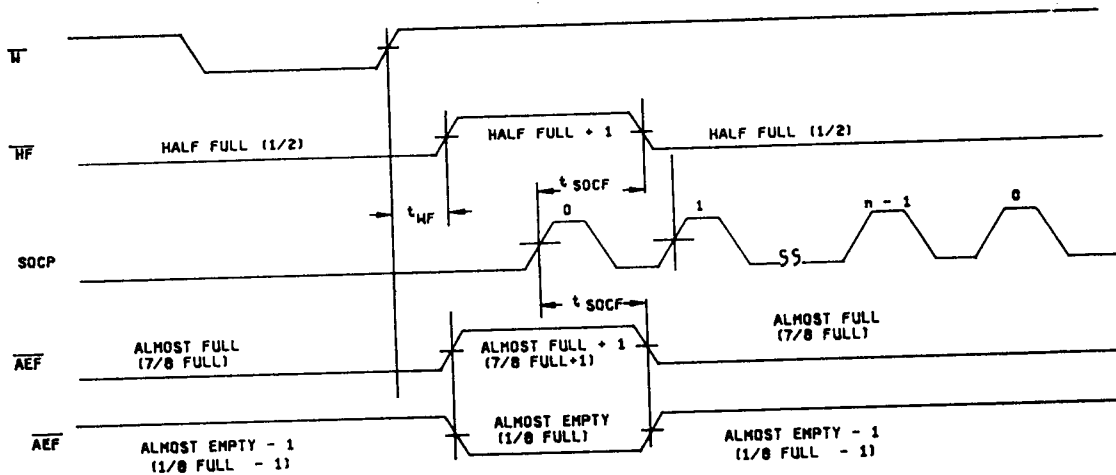 W
HF
HALF FULL (1/2)
HALF FULL + 1
HALF FULL (1/2)
t SOCF
t WF
0
1
n - 1
0
SOCP
SS
t SOCF
AEF
ALMOST FULL
(7/8 FULL)
ALMOST FULL + 1
(7/8 FULL+1)
ALMOST FULL
(7/8 FULL)
AEF
ALMOST EMPTY - 1
(1/8 FULL - 1)
ALMOST EMPTY
(1/8 FULL)
ALMOST EMPTY - 1
(1/8 FULL - 1)